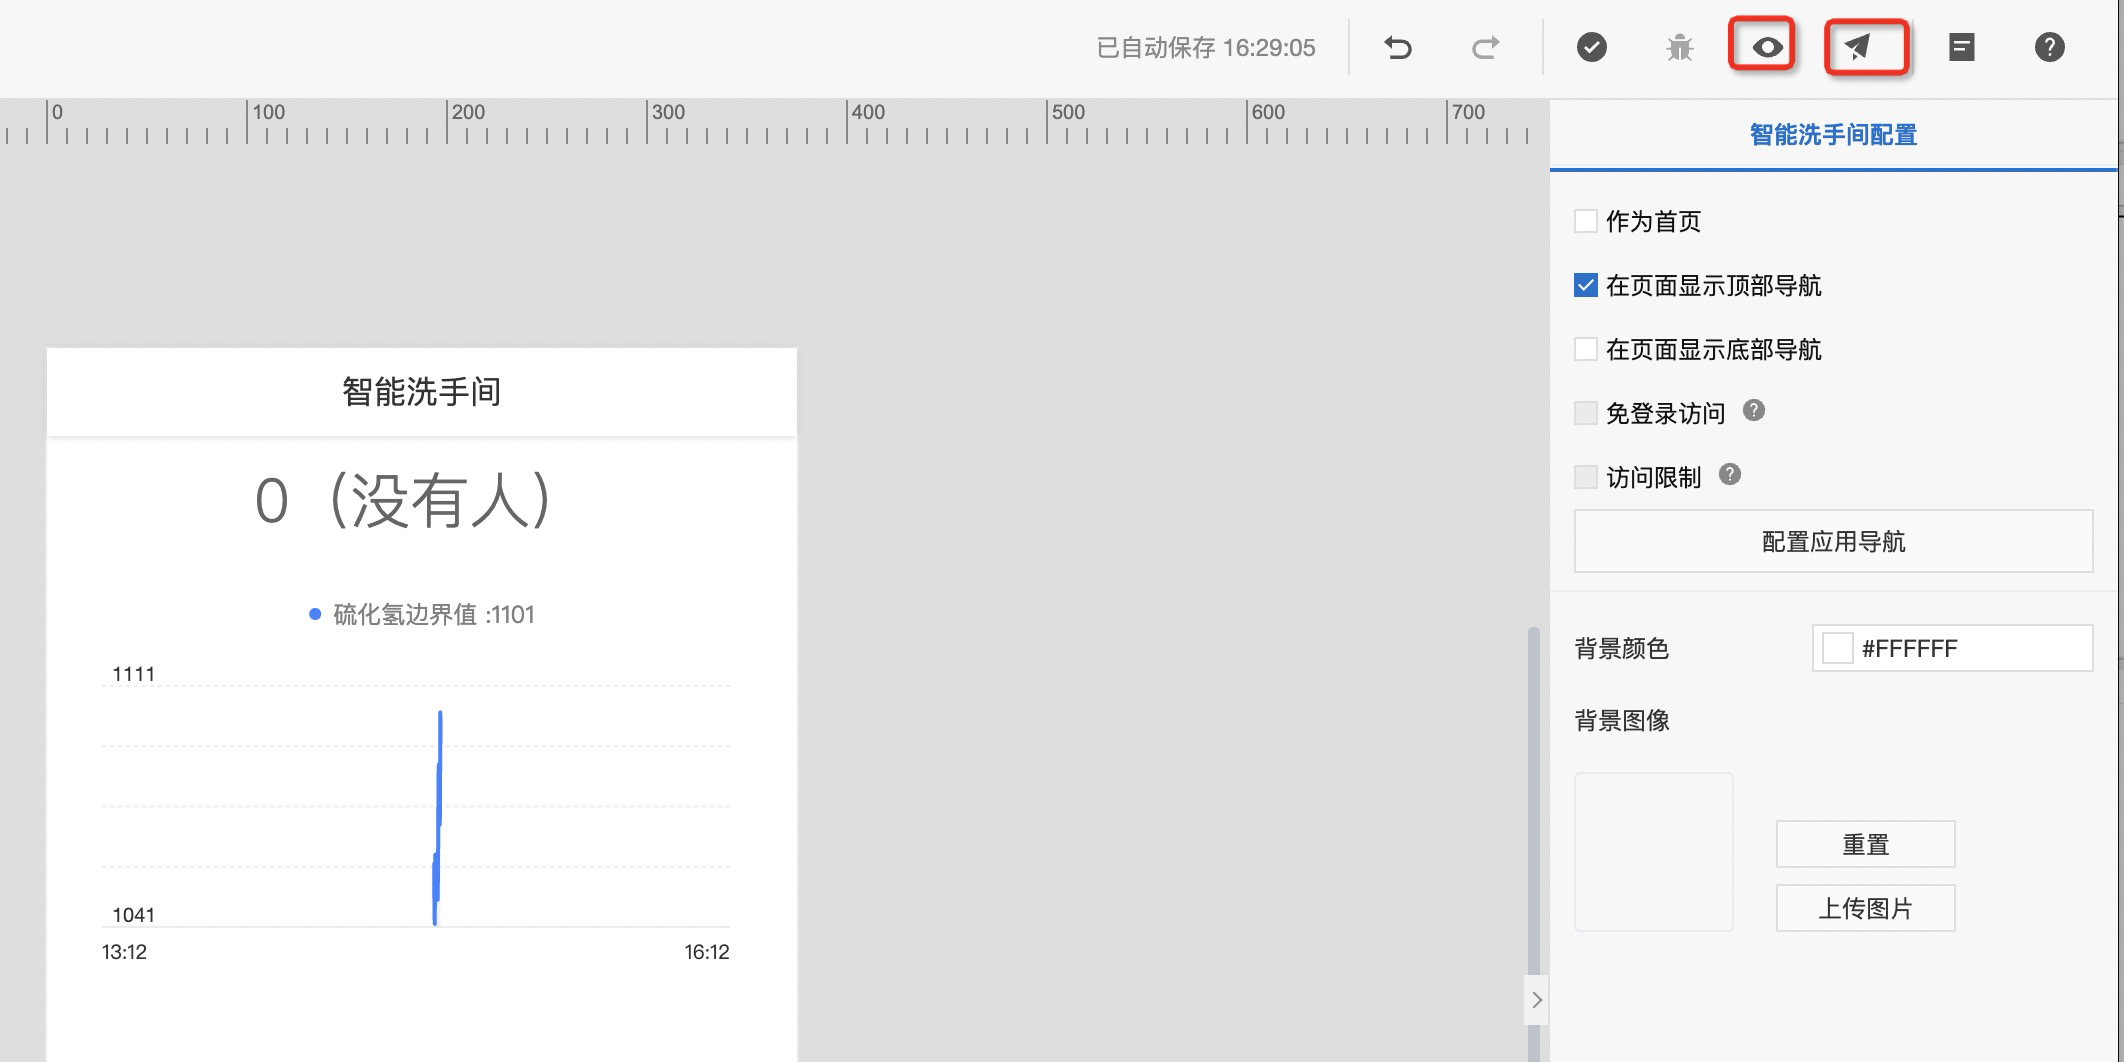 已自动保存 16:29:05
0 100 200 300 400 500 600 700
智能洗手间配置
作为首页
在页面显示顶部导航
在页面显示底部导航
免登录访问 ?
访问限制 ?
配置应用导航
背景颜色 #FFFFFF
背景图像
重置
上传图片
智能洗手间
0（没有人）
硫化氢边界值 :1101
1111
1041
13:12 16:12